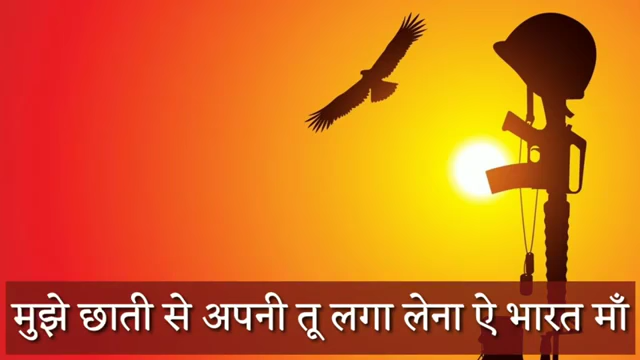 मुझे छाती से अपनी तू लगा लेना ऐ भारत माँ